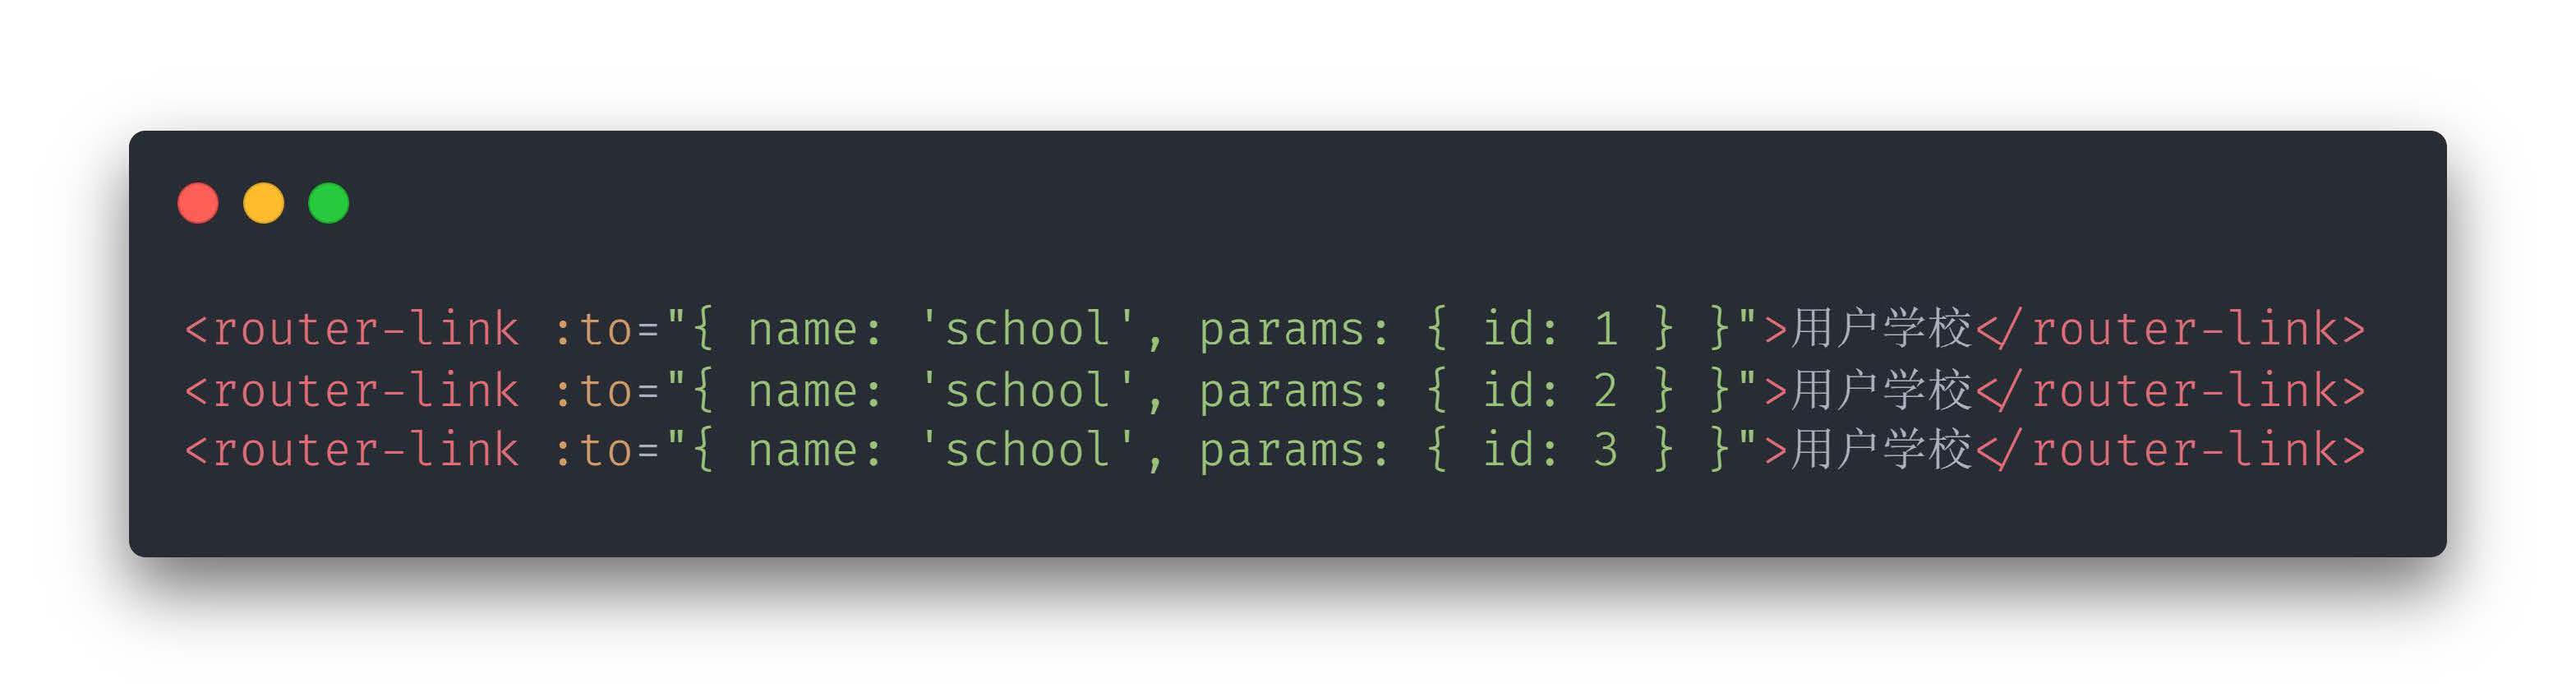 <router-link :to="{ name: 'school', params: { id: 1 } }">用户学校</router-link>
<router-link :to="{ name: 'school', params: { id: 2 } }">用户学校</router-link>
<router-link :to="{ name: 'school', params: { id: 3 } }">用户学校</router-link>